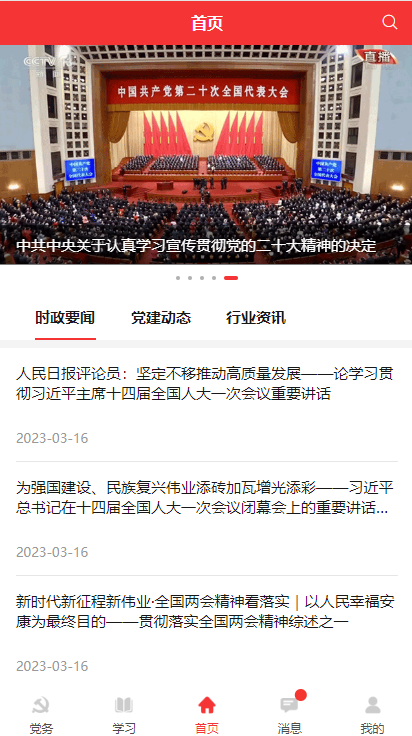 首页
CCTV
直播
中国共产党第二十次全国代表大会
中共中央关于认真学习宣传贯彻党的二十大精神的决定
时政要闻 党建动态 行业资讯
人民日报评论员：坚定不移推动高质量发展——论学习贯
彻习近平主席十四届全国人大一次会议重要讲话
2023-03-16
为强国建设、民族复兴伟业添砖加瓦增光添彩——习近平
总书记在十四届全国人大一次会议闭幕会上的重要讲话...
2023-03-16
新时代新征程新伟业·全国两会精神看落实｜以人民幸福安
康为最终目的——贯彻落实全国两会精神综述之一
2023-03-16
党务 学习 首页 消息 我的